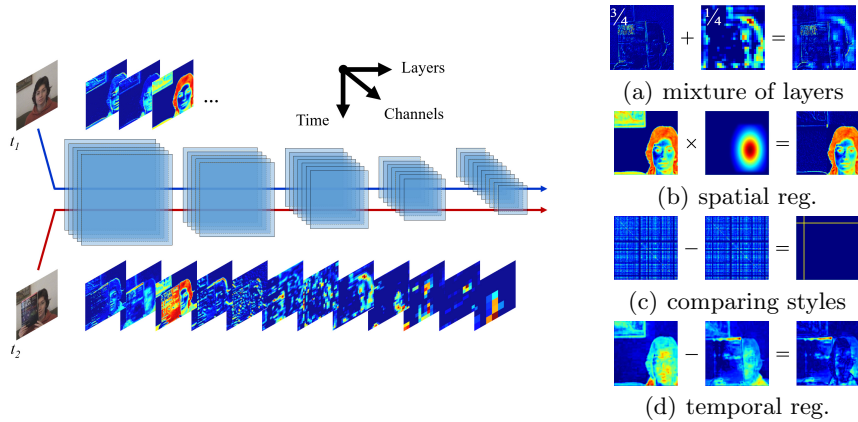 Layers
Channels
Time
...
t1
t2
3/4 + 1/4 =
(a) mixture of layers
× =
(b) spatial reg.
− =
(c) comparing styles
− =
(d) temporal reg.